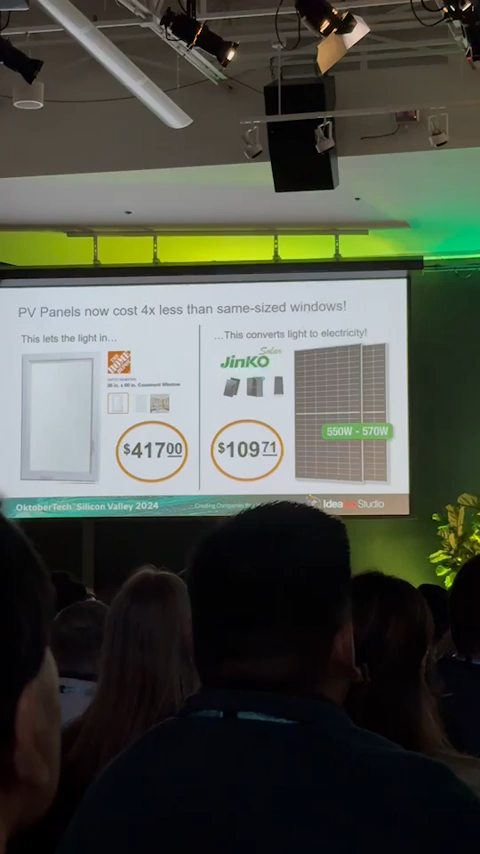 PV Panels now cost 4x less than same-sized windows!
This lets the light in...
...This converts light to electricity!
Solar
JinKO
550W - 570W
$417 00
$109 71
OktoberTech Silicon Valley 2024
Studio